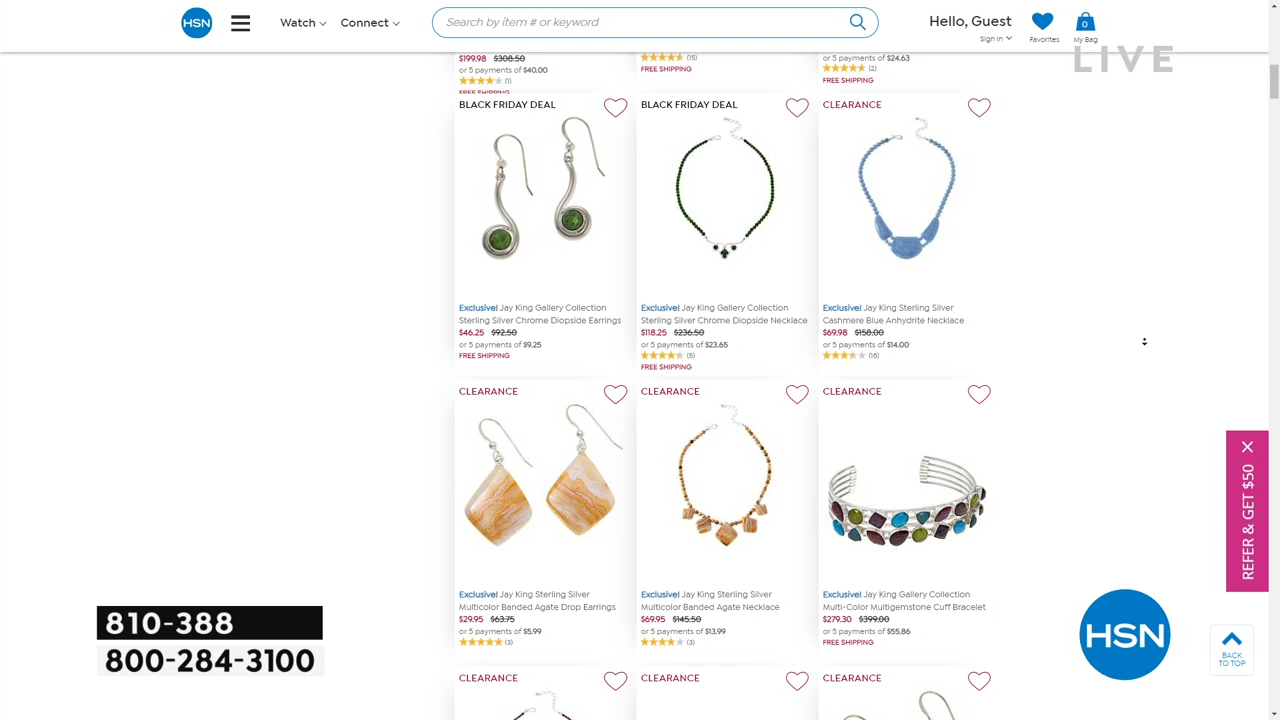 HSN
Watch
Connect
Search by item # or keyword
Hello, Guest
Sign In
Favorites
0
My Bag
LIVE
$199.98 $308.50
or 5 payments of $40.00
(1)
FREE SHIPPING
(15)
FREE SHIPPING
or 5 payments of $24.63
(2)
FREE SHIPPING
BLACK FRIDAY DEAL
BLACK FRIDAY DEAL
CLEARANCE
Exclusive! Jay King Gallery Collection
Sterling Silver Chrome Diopside Earrings
$46.25 $92.50
or 5 payments of $9.25
FREE SHIPPING
Exclusive! Jay King Gallery Collection
Sterling Silver Chrome Diopside Necklace
$118.25 $236.50
or 5 payments of $23.65
(5)
FREE SHIPPING
Exclusive! Jay King Sterling Silver
Cashmere Blue Anhydrite Necklace
$69.98 $158.00
or 5 payments of $14.00
(18)
CLEARANCE
CLEARANCE
CLEARANCE
Exclusive! Jay King Sterling Silver
Multicolor Banded Agate Drop Earrings
$29.95 $63.75
or 5 payments of $5.99
(3)
Exclusive! Jay King Sterling Silver
Multicolor Banded Agate Necklace
$69.95 $145.50
or 5 payments of $13.99
(3)
Exclusive! Jay King Gallery Collection
Multi-Color Multigemstone Cuff Bracelet
$279.30 $399.00
or 5 payments of $55.86
FREE SHIPPING
CLEARANCE
CLEARANCE
CLEARANCE
REFER & GET $50
810-388
800-284-3100
HSN
BACK
TO TOP